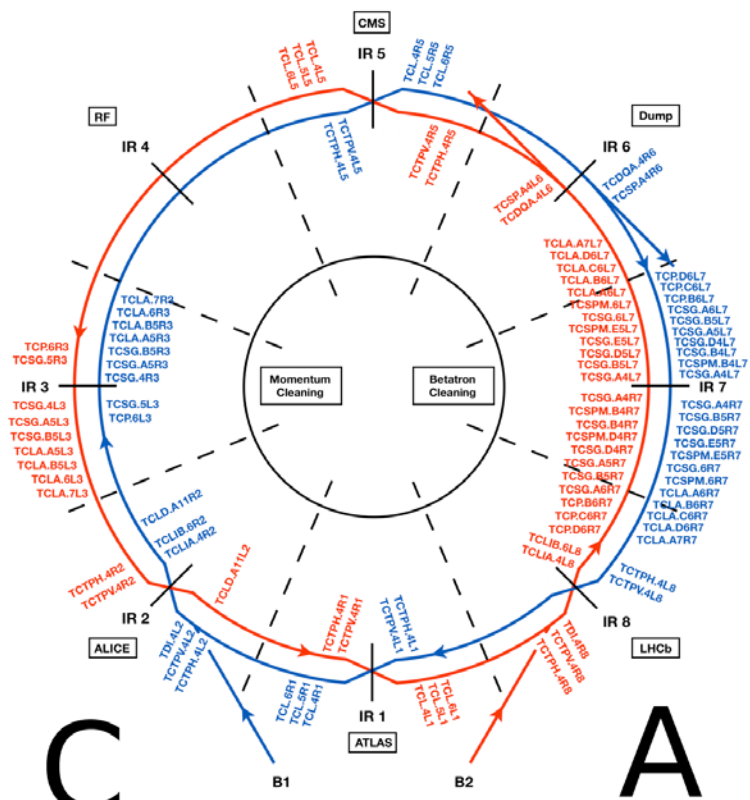 CMS
IR 5
TCL.4L5
TCL.5L5
TCL.6L5
TCL.4R5
TCL.5R5
TCL.6R5
RF
IR 4
Dump
IR 6
TCTPV.4L5
TCTPH.4L5
TCTPV.4R5
TCTPH.4R5
TCDQA.4R6
TCSP.A4R6
TCSP.A4L6
TCDQA.4L6
TCLA.A7L7
TCLA.D6L7
TCLA.C6L7
TCLA.B6L7
TCLA.A6L7
TCSPM.6L7
TCSG.6L7
TCSPM.E5L7
TCSG.E5L7
TCSG.D5L7
TCSG.B5L7
TCSG.A4L7
TCP.D6L7
TCP.C6L7
TCP.B6L7
TCSG.A6L7
TCSG.B5L7
TCSG.A5L7
TCSG.D4L7
TCSG.B4L7
TCSPM.B4L7
TCSG.A4L7
TCLA.7R3
TCLA.6R3
TCLA.B5R3
TCLA.A5R3
TCSG.B5R3
TCSG.A5R3
TCSG.4R3
TCP.6R3
TCSG.5R3
IR 3
Momentum
Cleaning
Betatron
Cleaning
IR 7
TCSG.5L3
TCP.6L3
TCSG.4L3
TCSG.A5L3
TCSG.B5L3
TCLA.A5L3
TCLA.B5L3
TCLA.6L3
TCLA.7L3
TCSG.A4R7
TCSPM.B4R7
TCSG.B4R7
TCSPM.D4R7
TCSG.D4R7
TCSG.A5R7
TCSG.B5R7
TCSG.A6R7
TCP.B6R7
TCP.C6R7
TCP.D6R7
TCSG.A4R7
TCSG.B5R7
TCSG.D5R7
TCSG.E5R7
TCSPM.E5R7
TCSG.6R7
TCSPM.6R7
TCLA.A6R7
TCLA.B6R7
TCLA.C6R7
TCLA.D6R7
TCLA.A7R7
TCLD.A11R2
TCLIB.6R2
TCLIA.4R2
TCLD.A11L2
TCLIB.6L8
TCLIA.4L8
TCTPH.4R2
TCTPV.4R2
TCTPH.4L8
TCTPV.4L8
IR 2
ALICE
TDI.4L2
TCTPV.4L2
TCTPH.4L2
TCTPH.4R1
TCTPV.4R1
TCTPH.4L1
TCTPV.4L1
TDI.4R8
TCTPV.4R8
TCTPH.4R8
IR 8
LHCb
TCL.6R1
TCL.5R1
TCL.4R1
TCL.6L1
TCL.5L1
TCL.4L1
IR 1
ATLAS
C
B1
B2
A